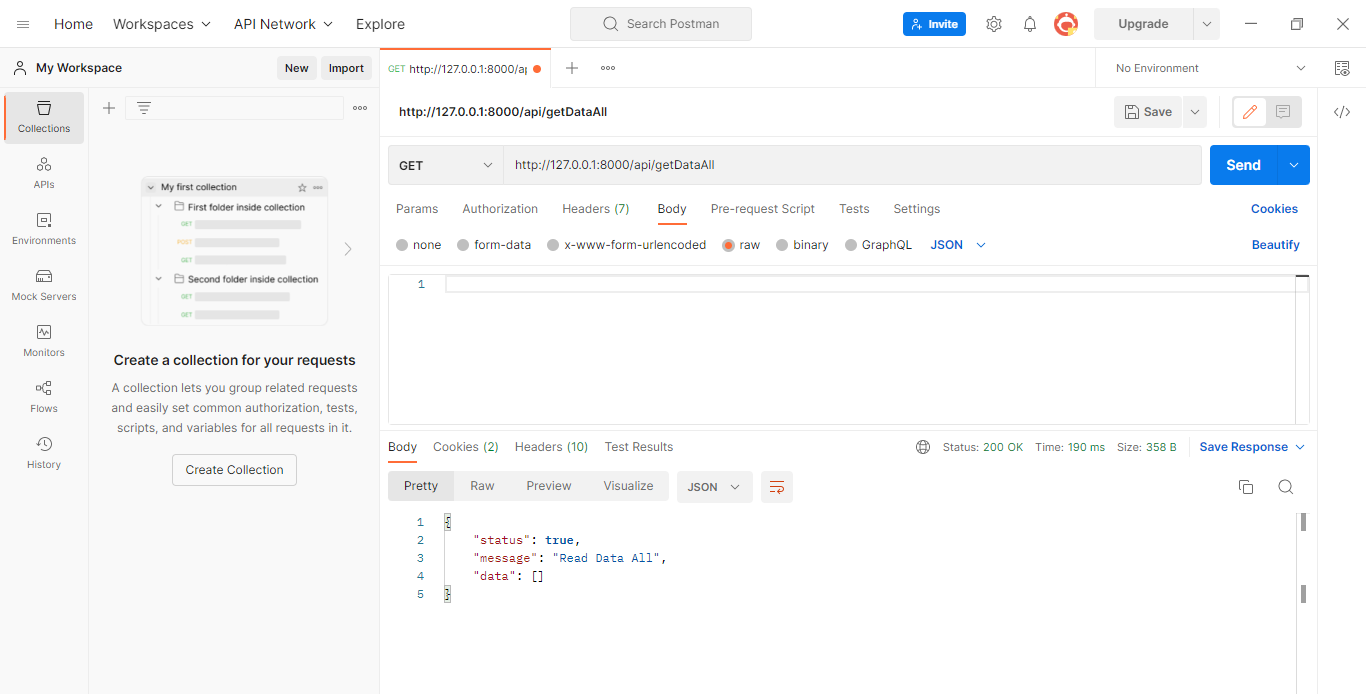 Home Workspaces API Network Explore Search Postman Invite Upgrade
My Workspace New Import GET http://127.0.0.1:8000/ap No Environment
Collections
APIs
Environments
Mock Servers
Monitors
Flows
History
My first collection
First folder inside collection
GET
POST
GET
Second folder inside collection
GET
GET
Create a collection for your requests
A collection lets you group related requests
and easily set common authorization, tests,
scripts, and variables for all requests in it.
Create Collection
http://127.0.0.1:8000/api/getDataAll Save
GET http://127.0.0.1:8000/api/getDataAll Send
Params Authorization Headers (7) Body Pre-request Script Tests Settings Cookies
none form-data x-www-form-urlencoded raw binary GraphQL JSON Beautify
1
Body Cookies (2) Headers (10) Test Results Status: 200 OK Time: 190 ms Size: 358 B Save Response
Pretty Raw Preview Visualize JSON
1 {
2 "status": true,
3 "message": "Read Data All",
4 "data": []
5 }